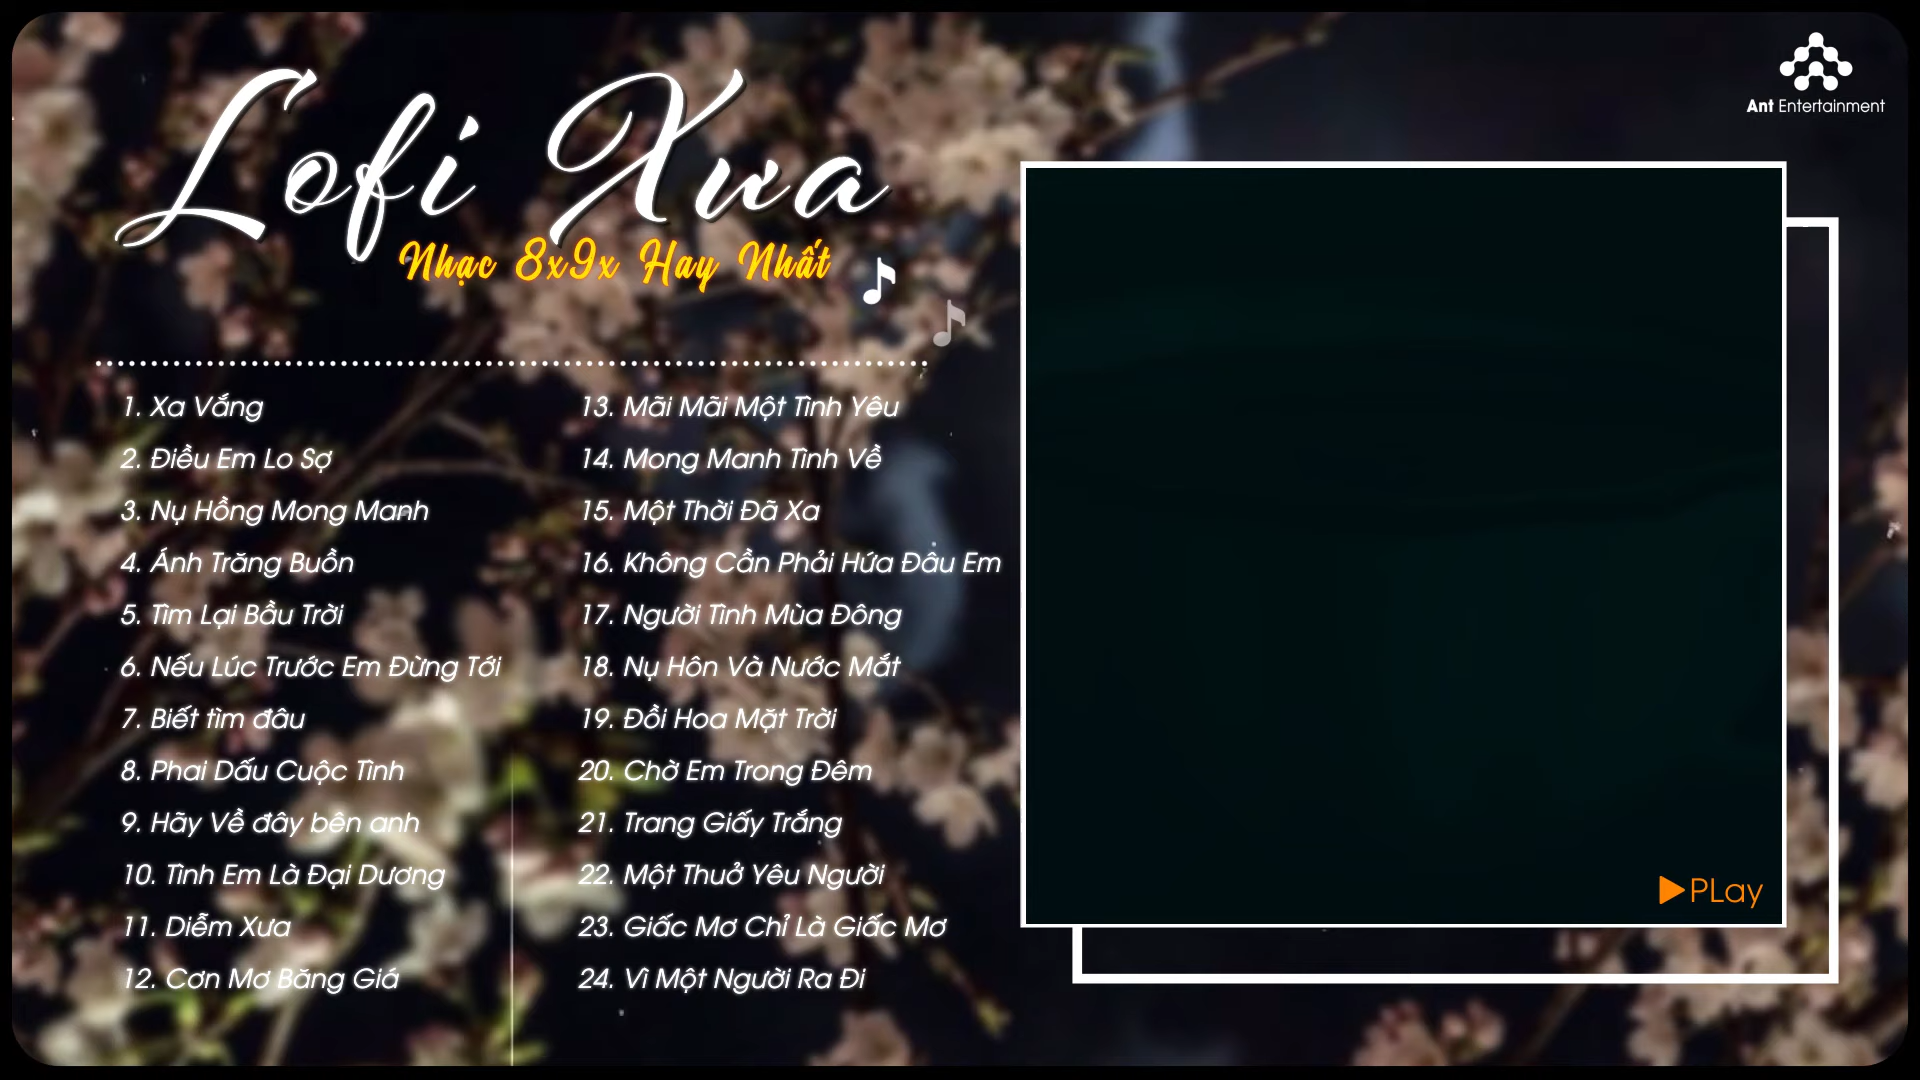 Lofi Xưa
Nhạc 8x9x Hay Nhất
Ant Entertainment
1. Xa Vắng
2. Điều Em Lo Sợ
3. Nụ Hồng Mong Manh
4. Ánh Trăng Buồn
5. Tìm Lại Bầu Trời
6. Nếu Lúc Trước Em Đừng Tới
7. Biết tìm đâu
8. Phai Dấu Cuộc Tình
9. Hãy Về đây bên anh
10. Tình Em Là Đại Dương
11. Diễm Xưa
12. Cơn Mơ Băng Giá
13. Mãi Mãi Một Tình Yêu
14. Mong Manh Tình Về
15. Một Thời Đã Xa
16. Không Cần Phải Hứa Đâu Em
17. Người Tình Mùa Đông
18. Nụ Hôn Và Nước Mắt
19. Đồi Hoa Mặt Trời
20. Chờ Em Trong Đêm
21. Trang Giấy Trắng
22. Một Thuở Yêu Người
23. Giấc Mơ Chỉ Là Giấc Mơ
24. Vì Một Người Ra Đi
PLay